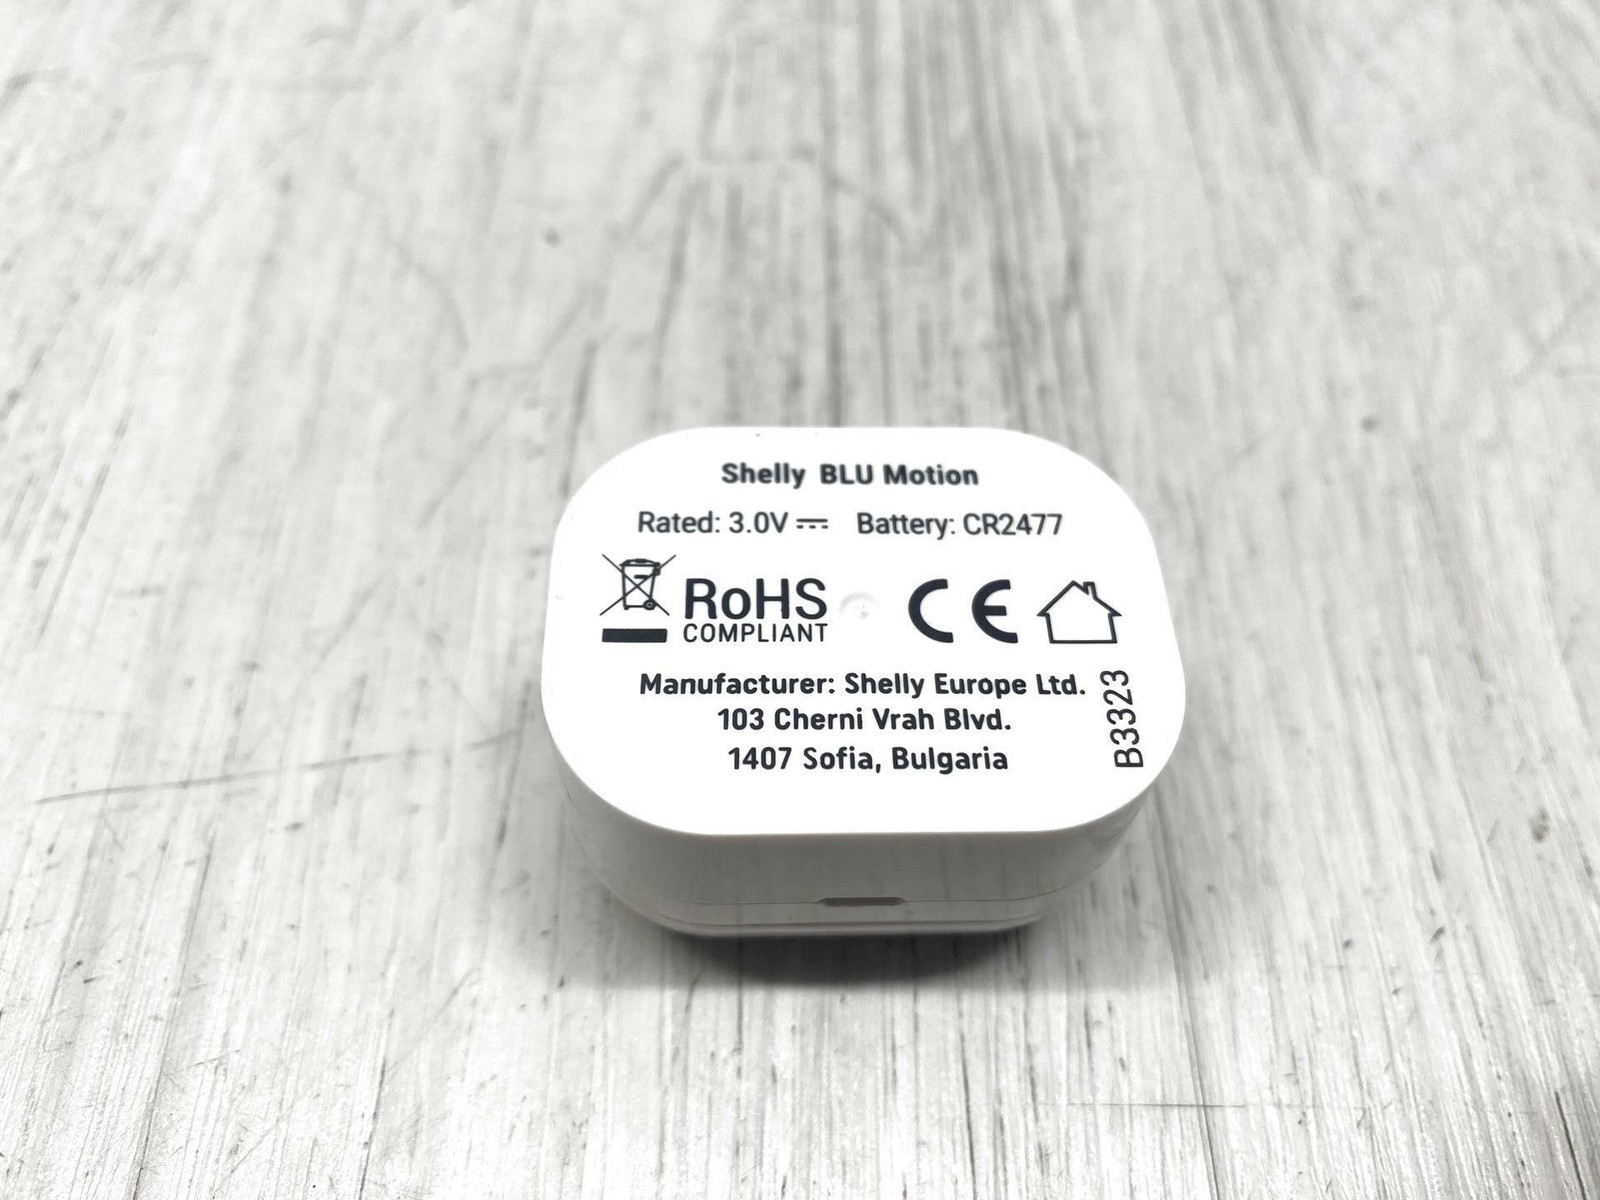 Shelly BLU Motion
Rated: 3.0V Battery: CR2477
RoHS
COMPLIANT
CE
Manufacturer: Shelly Europe Ltd.
103 Cherni Vrah Blvd.
1407 Sofia, Bulgaria
B3323